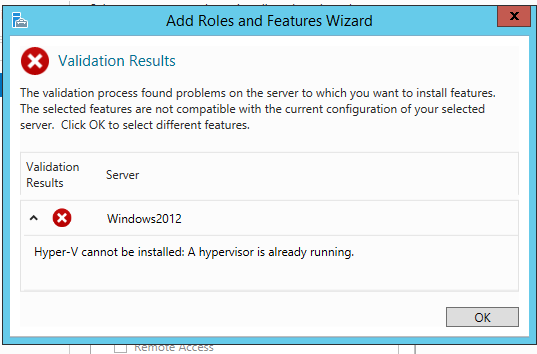 Add Roles and Features Wizard
x
Validation Results
The validation process found problems on the server to which you want to install features.
The selected features are not compatible with the current configuration of your selected
server.  Click OK to select different features.
Validation
Results
Server
Windows2012
Hyper-V cannot be installed: A hypervisor is already running.
OK
Remote Access